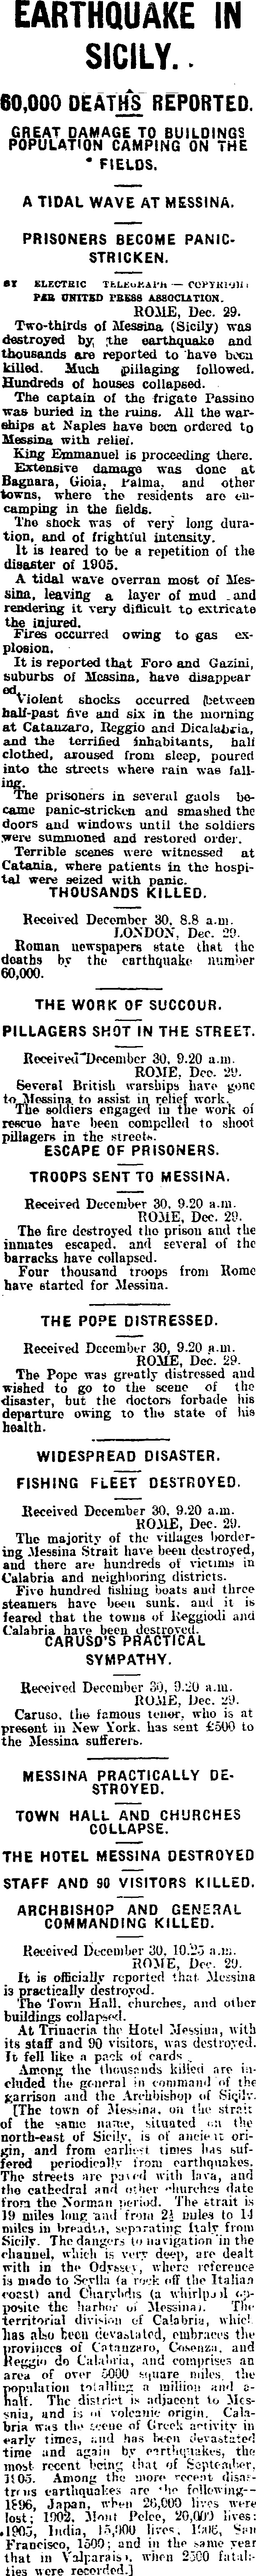 EARTHQUAKE IN
SICILY.
60,000 DEATHS REPORTED.
GREAT DAMAGE TO BUILDINGS
POPULATION CAMPING ON THE
FIELDS.
A TIDAL WAVE AT MESSINA.
PRISONERS BECOME PANIC-
STRICKEN.
BY ELECTRIC TELEGRAPH — COPYRIGHT
PER UNITED PRESS ASSOCIATION.
ROME, Dec. 29.
Two-thirds of Messina (Sicily) was
destroyed by the earthquake and
thousands are reported to have been
killed. Much pillaging followed.
Hundreds of houses collapsed.
The captain of the frigate Passino
was buried in the ruins. All the war-
ships at Naples have been ordered to
Messina with relief.
King Emmanuel is proceeding there.
Extensive damage was done at
Bagnara, Gioia, Palma, and other
towns, where the residents are en-
camping in the fields.
The shock was of very long dura-
tion, and of frightful intensity.
It is feared to be a repetition of the
disaster of 1905.
A tidal wave overran most of Mes-
sina, leaving a layer of mud and
rendering it very difficult to extricate
the injured.
Fires occurred owing to gas ex-
plosion.
It is reported that Foro and Gazini,
suburbs of Messina, have disappear
ed.
Violent shocks occurred between
half-past five and six in the morning
at Catanzaro, Reggio and Dicalabria,
and the terrified inhabitants, half
clothed, aroused from sleep, poured
into the streets where rain was fall-
ing.
The prisoners in several gaols be-
came panic-stricken and smashed the
doors and windows until the soldiers
were summoned and restored order.
Terrible scenes were witnessed at
Catania, where patients in the hospi-
tal were seized with panic.
THOUSANDS KILLED.
Received December 30, 8.8 a.m.
LONDON, Dec. 29.
Roman newspapers state that the
deaths by the earthquake number
60,000.
THE WORK OF SUCCOUR.
PILLAGERS SHOT IN THE STREET.
Received December 30, 9.20 a.m.
ROME, Dec. 29.
Several British warships have gone
to Messina to assist in relief work.
The soldiers engaged in the work of
rescue have been compelled to shoot
pillagers in the streets.
ESCAPE OF PRISONERS.
TROOPS SENT TO MESSINA.
Received December 30, 9.20 a.m.
ROME, Dec. 29.
The fire destroyed the prison and the
inmates escaped, and several of the
barracks have collapsed.
Four thousand troops from Rome
have started for Messina.
THE POPE DISTRESSED.
Received December 30, 9.20 a.m.
ROME, Dec. 29.
The Pope was greatly distressed and
wished to go to the scene of the
disaster, but the doctors forbade his
departure owing to the state of his
health.
WIDESPREAD DISASTER.
FISHING FLEET DESTROYED.
Received December 30, 9.20 a.m.
ROME, Dec. 29.
The majority of the villages border-
ing Messina Strait have been destroyed,
and there are hundreds of victims in
Calabria and neighboring districts.
Five hundred fishing boats and three
steamers have been sunk, and it is
feared that the towns of Reggiodi and
Calabria have been destroyed.
CARUSO'S PRACTICAL
SYMPATHY.
Received December 30, 9.20 a.m.
ROME, Dec. 29.
Caruso, the famous tenor, who is at
present in New York, has sent £500 to
the Messina sufferers.
MESSINA PRACTICALLY DE-
STROYED.
TOWN HALL AND CHURCHES
COLLAPSE.
THE HOTEL MESSINA DESTROYED
STAFF AND 90 VISITORS KILLED.
ARCHBISHOP AND GENERAL
COMMANDING KILLED.
Received December 30, 10.25 a.m.
ROME, Dec. 29.
It is officially reported that Messina
is practically destroyed.
The Town Hall, churches, and other
buildings collapsed.
At Trinacria the Hotel Messina, with
its staff and 90 visitors, was destroyed.
It fell like a pack of cards.
Among the thousands killed are in-
cluded the general in command of the
garrison and the Archbishop of Sicily.
[The town of Messina, on the strait
of the same name, situated on the
north-east of Sicily, is of ancient ori-
gin, and from earliest times has suf-
fered periodically from earthquakes.
The streets are paved with lava, and
the cathedral and other churches date
from the Norman period. The strait is
19 miles long and from 2½ miles to 14
miles in breadth, separating Italy from
Sicily. The dangers to navigation in the
channel, which is very deep, are dealt
with in the Odyssey, where reference
is made to Scylla (a rock off the Italian
coast) and Charybdis (a whirlpool op-
posite the harbor of Messina). The
territorial division of Calabria, which
has also been devastated, embraces the
provinces of Catanzaro, Cosenza, and
Reggio do Calabria, and comprises an
area of over 5000 square miles, the
population totalling a million and a-
half. The district is adjacent to Mes-
snia, and is of volcanic origin. Cala-
bria was the scene of Greek activity in
early times, and has been devastated
time and again by earthquakes, the
most recent being that of September,
1905. Among the more recent disas-
trous earthquakes are the following:—
1896, Japan, when 26,000 lives were
lost; 1902, Mont Pelee, 20,000 lives;
1905, India, 15,000 lives, 1906, San
Francisco, 1500; and in the same year
that in Valparaiso, when 2500 fatali-
ties were recorded.]